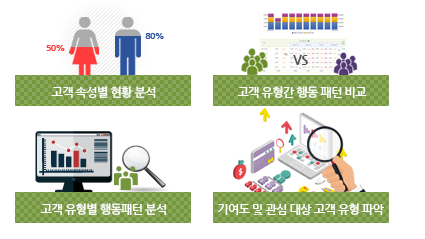 50%
80%
고객 속성별 현황 분석
VS
고객 유형간 행동 패턴 비교
고객 유형별 행동패턴 분석
기여도 및 관심 대상 고객 유형 파악